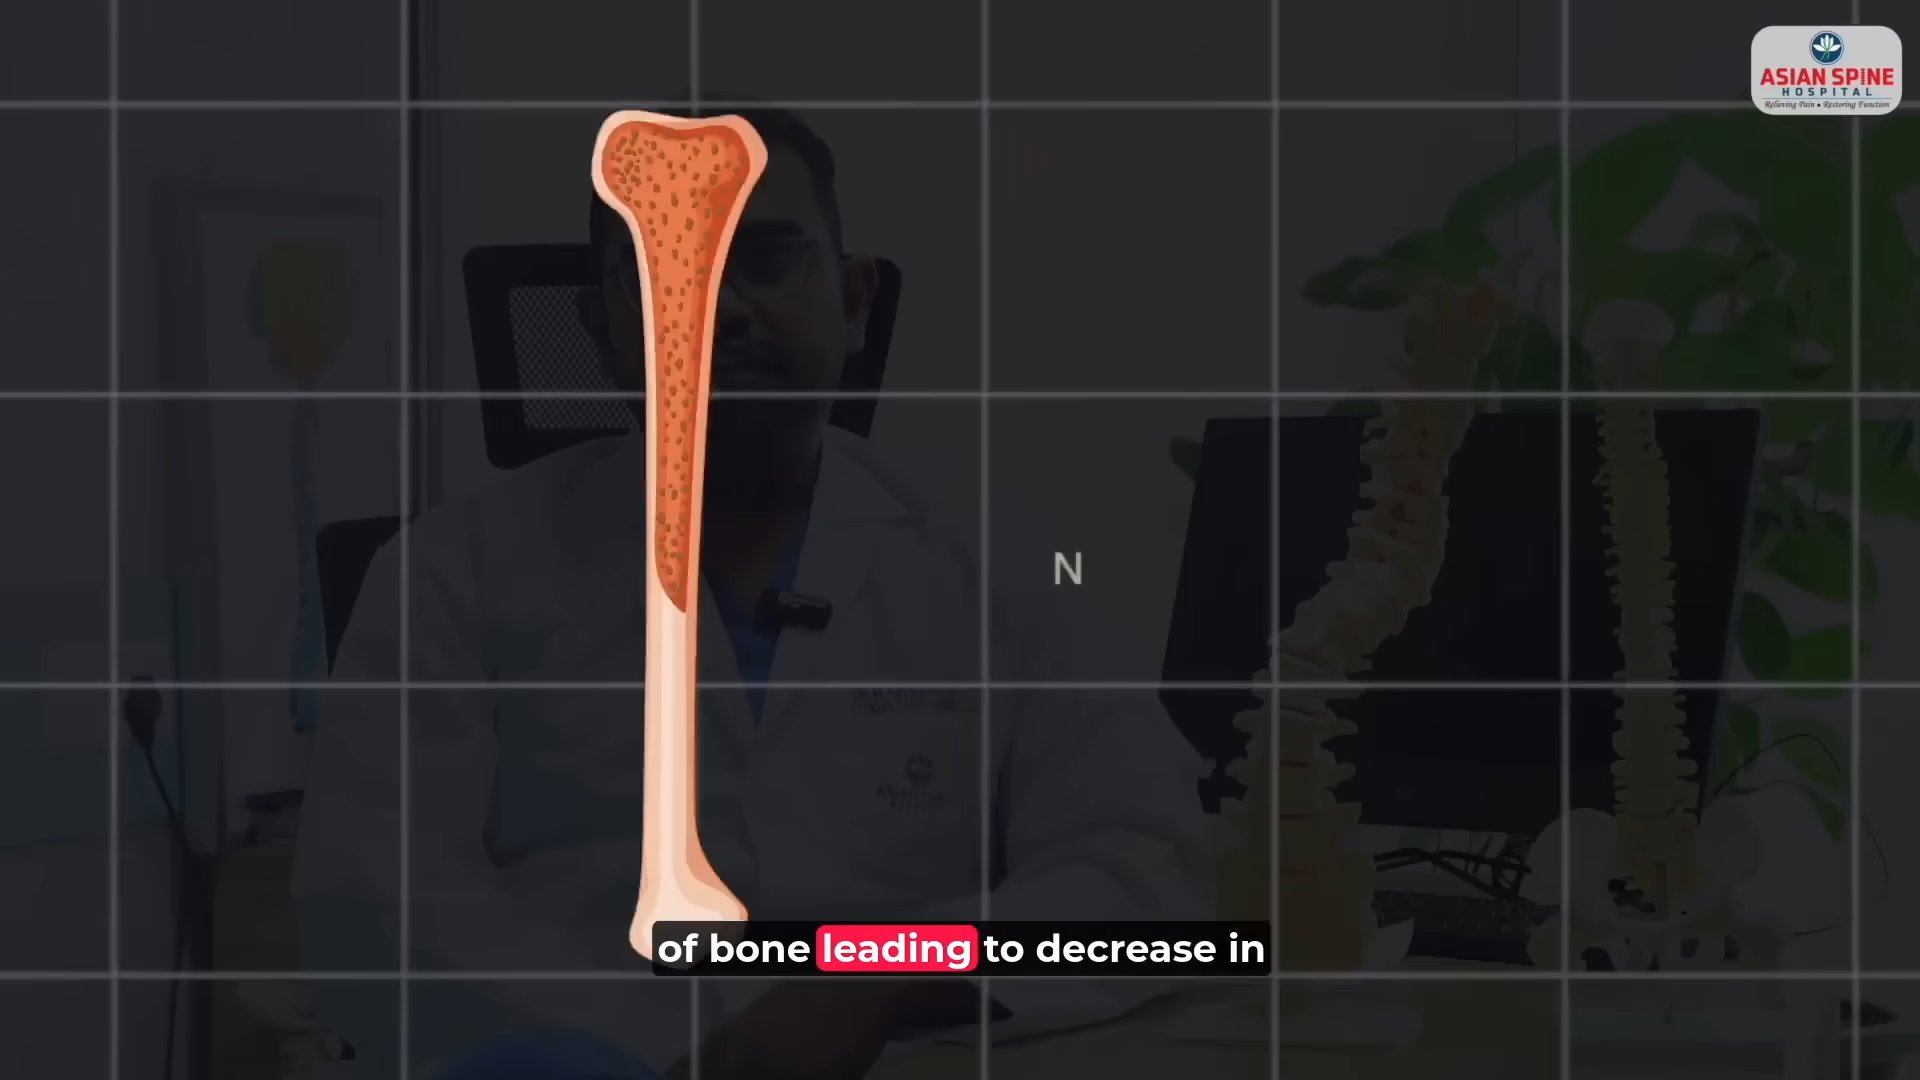 ASIAN SPINE
HOSPITAL
Relieving Pain • Restoring Function
N
of bone leading to decrease in